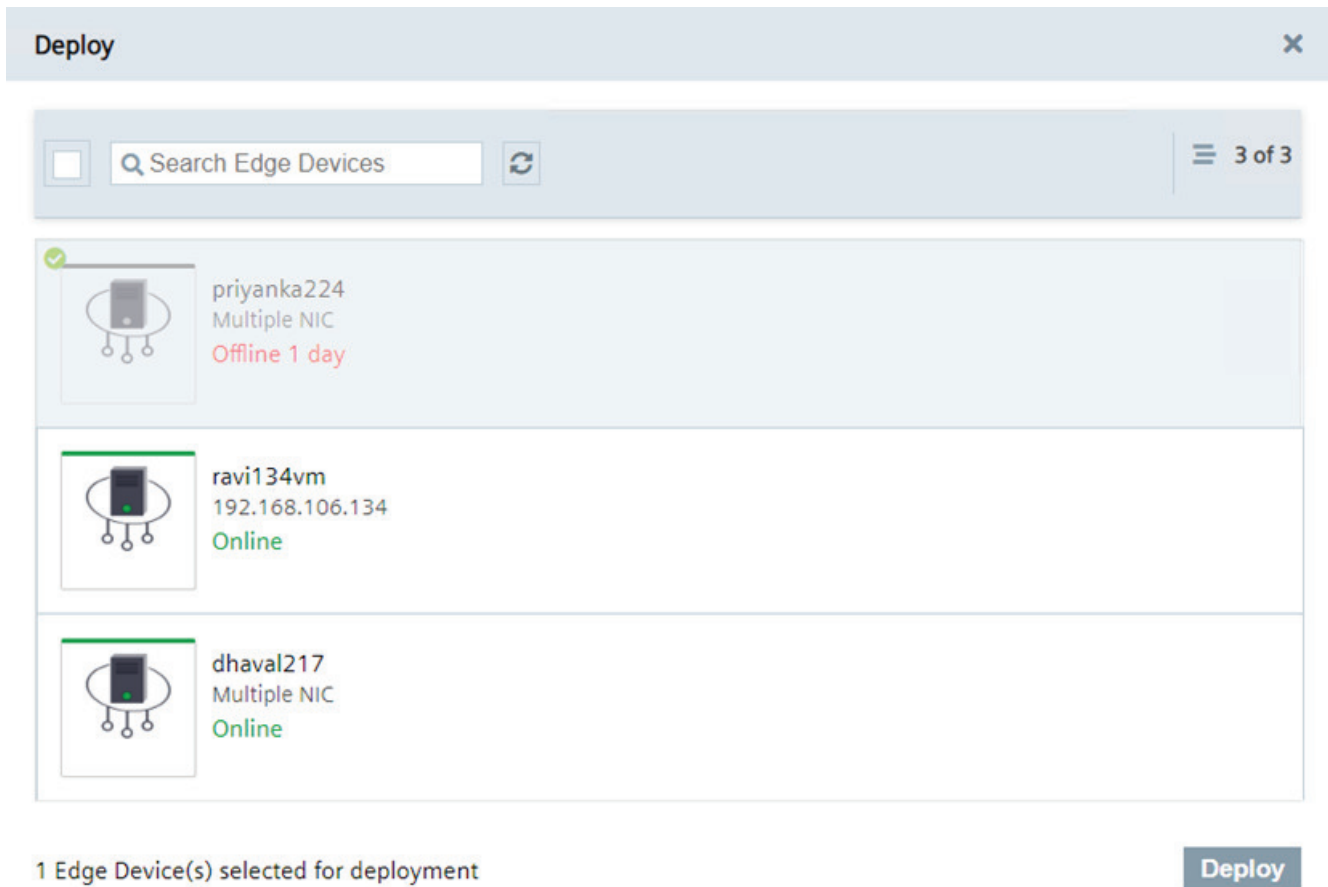 Deploy
Search Edge Devices
3 of 3
priyanka224
Multiple NIC
Offline 1 day
ravi134vm
192.168.106.134
Online
dhaval217
Multiple NIC
Online
1 Edge Device(s) selected for deployment
Deploy